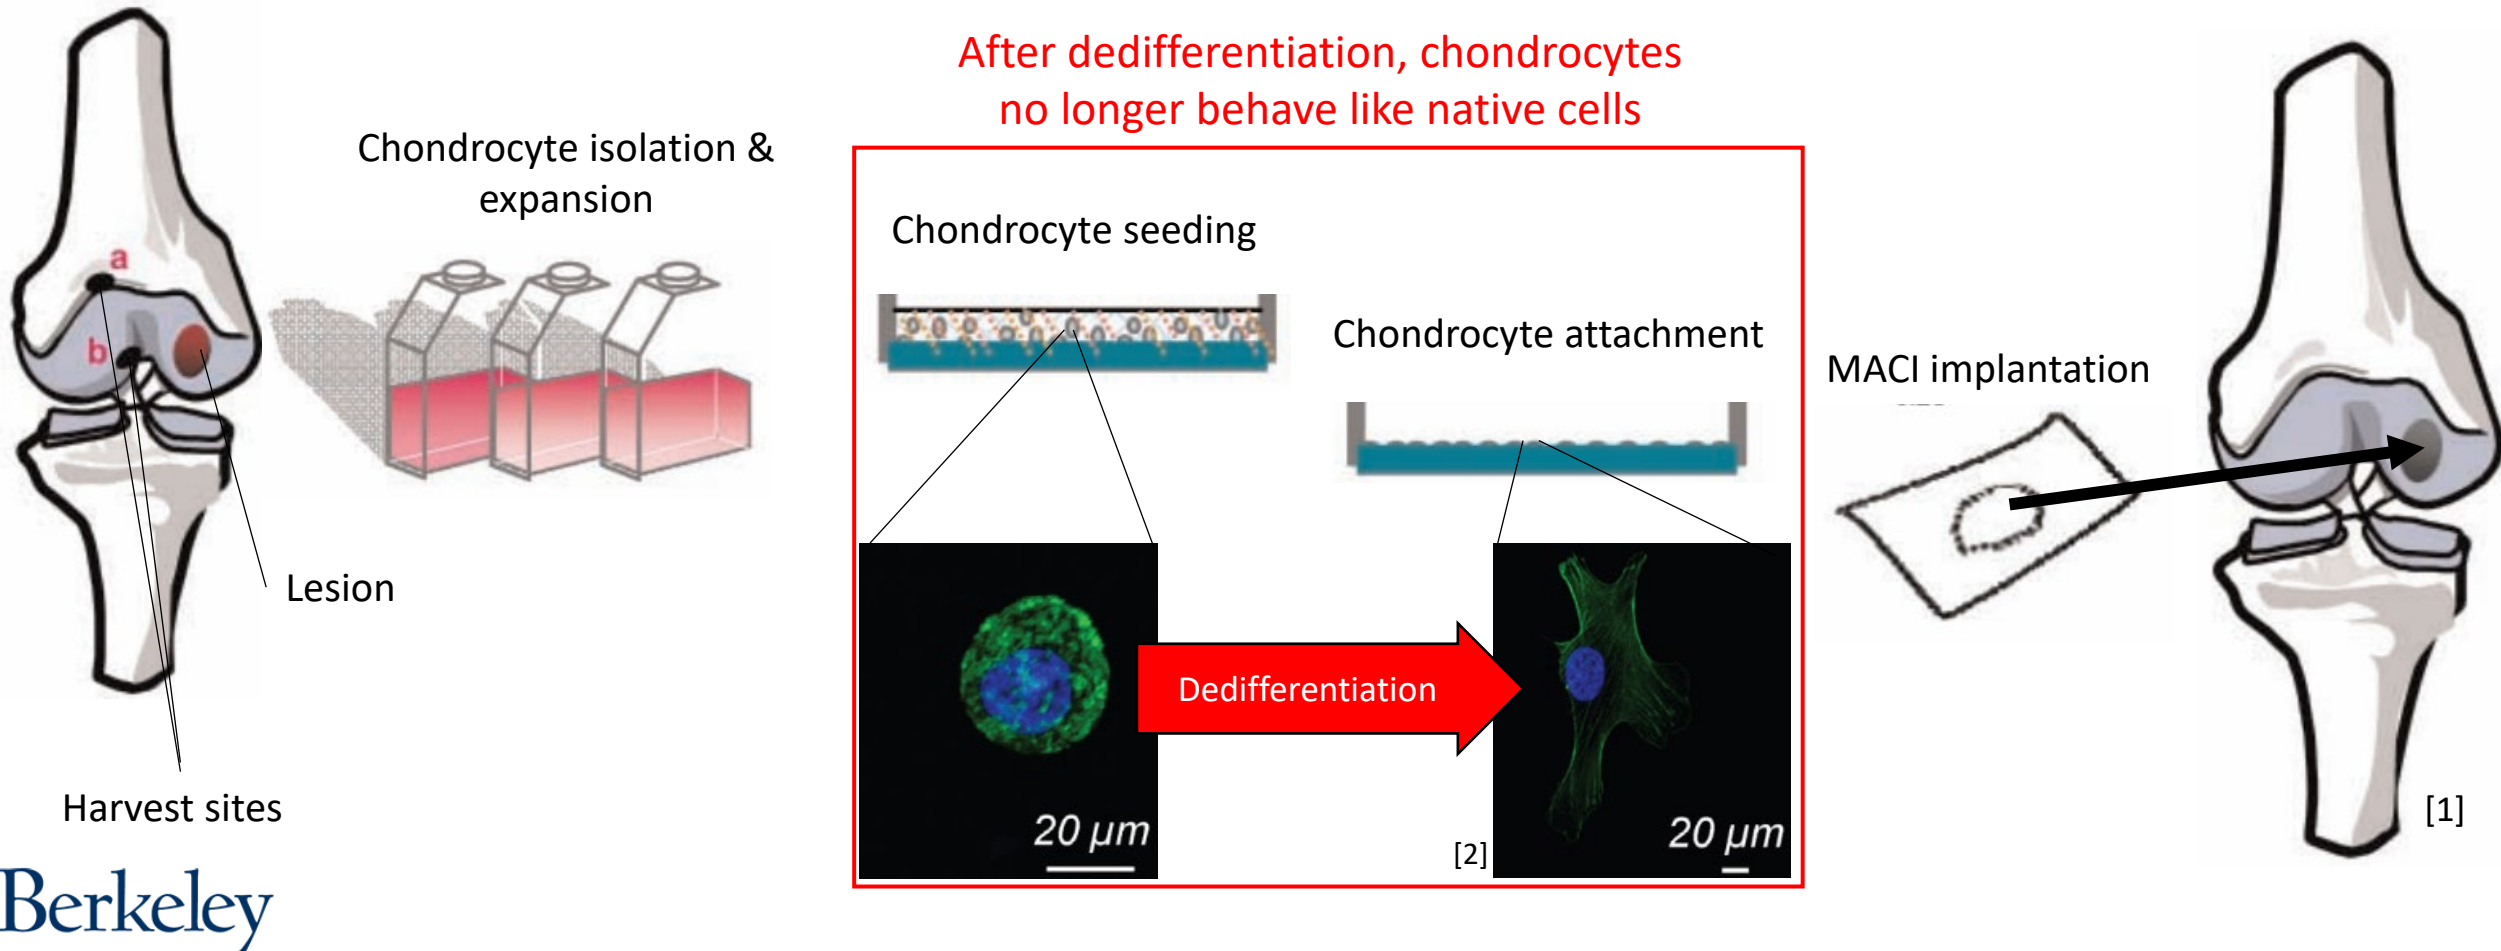 After dedifferentiation, chondrocytes
no longer behave like native cells
Chondrocyte isolation &
expansion
Chondrocyte seeding
Chondrocyte attachment
MACI implantation
a
b
Lesion
Dedifferentiation
Harvest sites
20 µm
[2]
20 µm
[1]
Berkeley